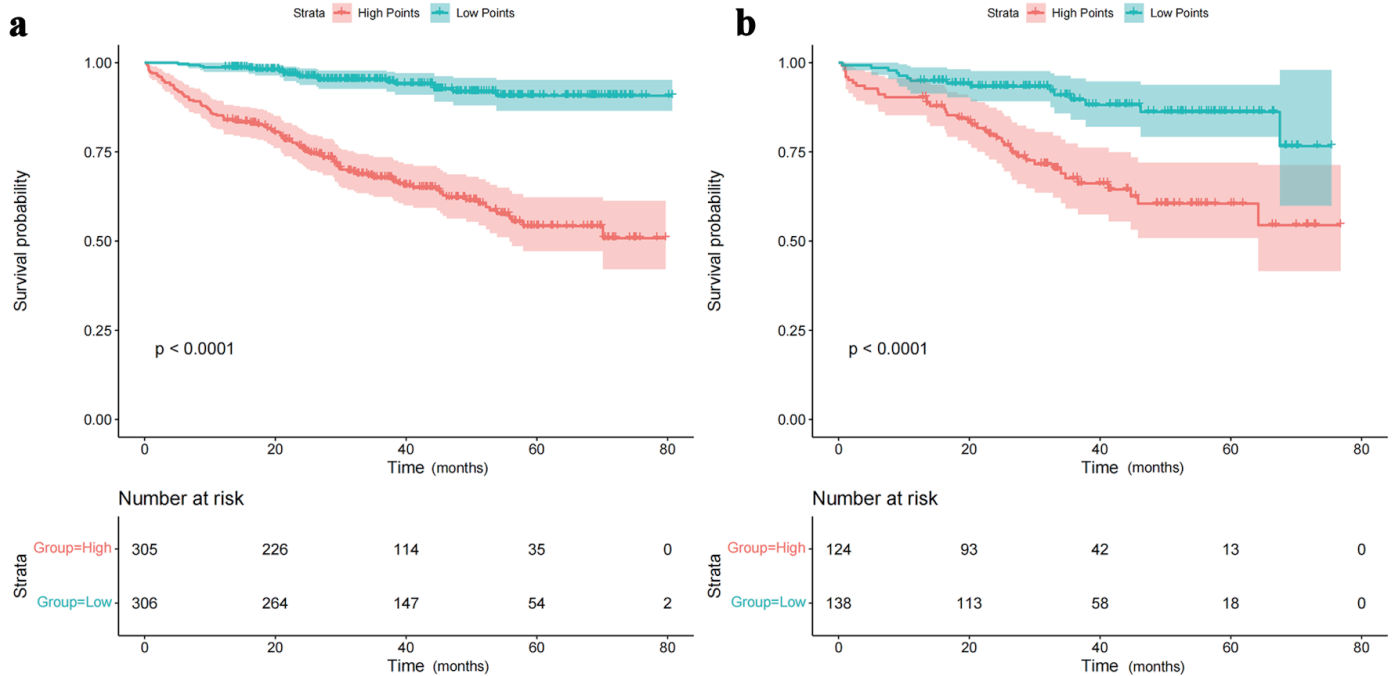 a
Strata High Points Low Points
Survival probability
1.00
0.75
0.50
0.25
0.00
p < 0.0001
0 20 40 60 80
Time (months)
Number at risk
Strata
Group=High 305 226 114 35 0
Group=Low 306 264 147 54 2
0 20 40 60 80
Time (months)
b
Strata High Points Low Points
Survival probability
1.00
0.75
0.50
0.25
0.00
p < 0.0001
0 20 40 60 80
Time (months)
Number at risk
Strata
Group=High 124 93 42 13 0
Group=Low 138 113 58 18 0
0 20 40 60 80
Time (months)